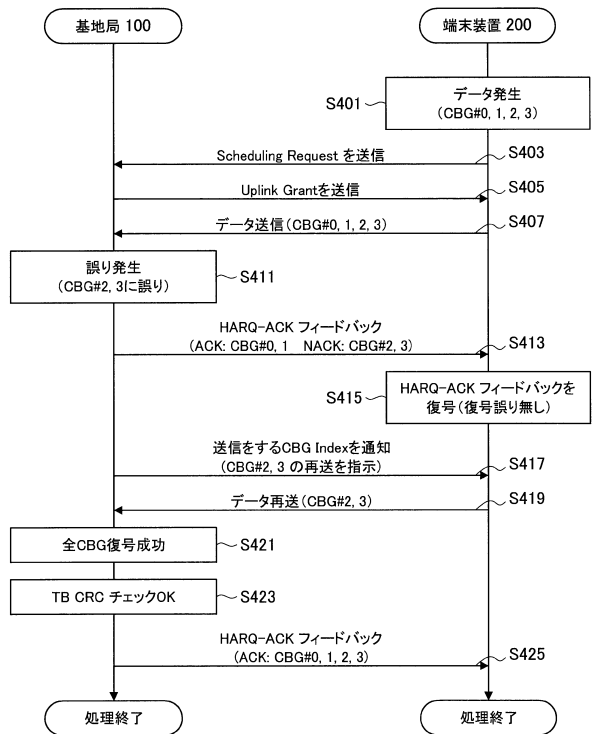 基地局 100
端末装置 200
データ発生
(CBG#0, 1, 2, 3)
S401
Scheduling Request を送信
S403
Uplink Grantを送信
S405
データ送信(CBG#0, 1, 2, 3)
S407
誤り発生
(CBG#2, 3に誤り)
S411
HARQ-ACK フィードバック
(ACK: CBG#0, 1 NACK: CBG#2, 3)
S413
HARQ-ACK フィードバックを
復号(復号誤り無し)
S415
送信をするCBG Indexを通知
(CBG#2, 3 の再送を指示)
S417
データ再送(CBG#2, 3)
S419
全CBG復号成功
S421
TB CRC チェックOK
S423
HARQ-ACK フィードバック
(ACK: CBG#0, 1, 2, 3)
S425
処理終了
処理終了